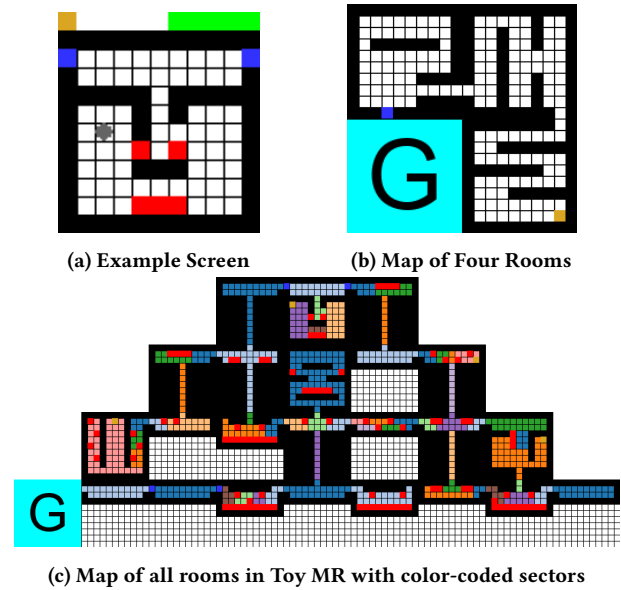 G
(a) Example Screen
(b) Map of Four Rooms
G
(c) Map of all rooms in Toy MR with color-coded sectors